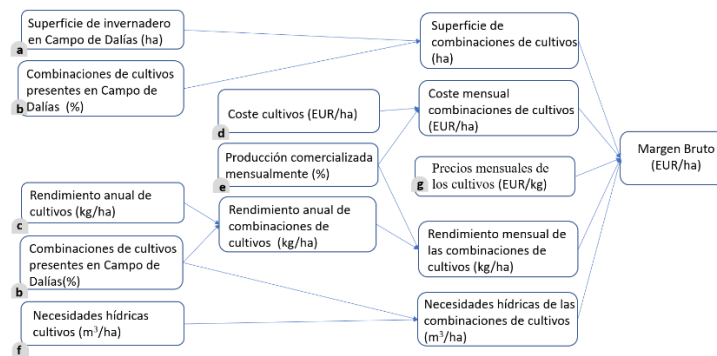 Superficie de invernadero
en Campo de Dalías (ha)
a
Combinaciones de cultivos
presentes en Campo de
Dalías (%)
b
Superficie de
combinaciones de cultivos
(ha)
Coste cultivos (EUR/ha)
d
Coste mensual
combinaciones de cultivos
(EUR/ha)
Producción comercializada
mensualmente (%)
e
Precios mensuales de
los cultivos (EUR/kg)
g
Margen Bruto
(EUR/ha)
Rendimiento anual de
cultivos (kg/ha)
c
Rendimiento anual de
combinaciones de
cultivos (kg/ha)
Rendimiento mensual de
las combinaciones de
cultivos (kg/ha)
Combinaciones de cultivos
presentes en Campo de
Dalías(%)
b
Necesidades hídricas
cultivos (m³/ha)
f
Necesidades hídricas de las
combinaciones de cultivos
(m³/ha)